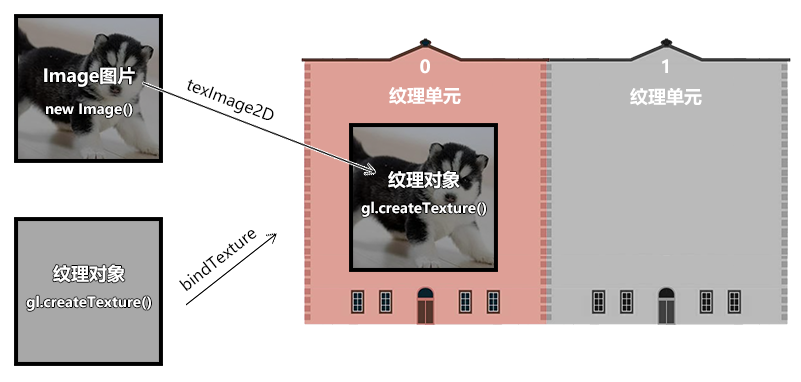 Image图片
new Image()
texImage2D
0
纹理单元
1
纹理单元
纹理对象
gl.createTexture()
纹理对象
gl.createTexture()
bindTexture